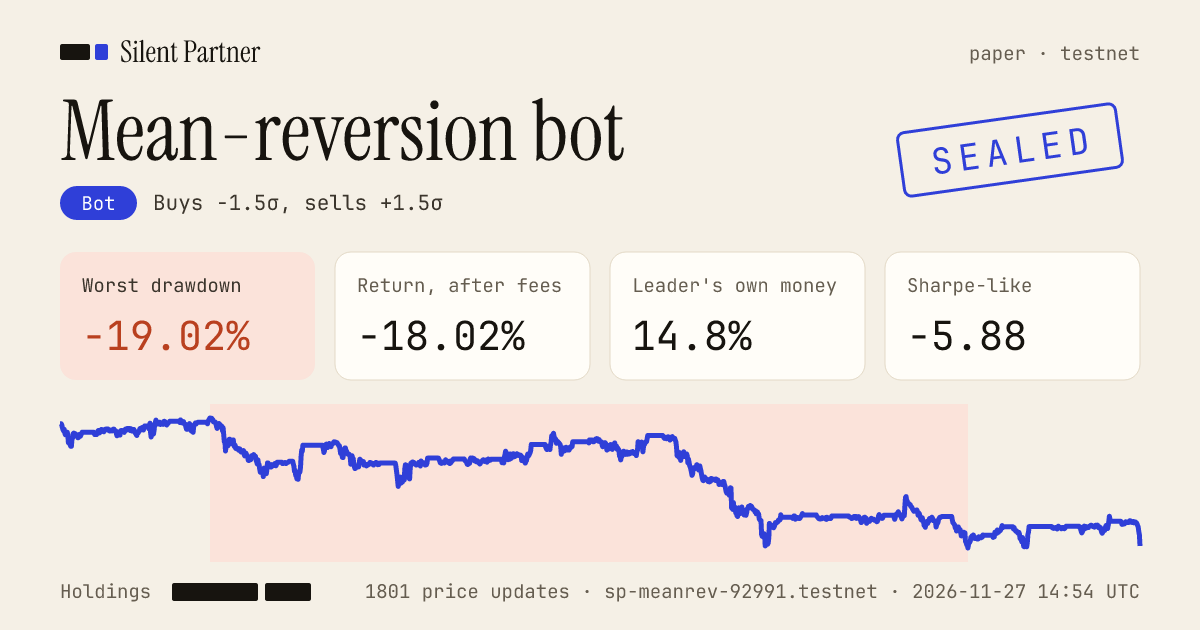 Silent Partner
paper · testnet
Mean-reversion bot
SEALED
Bot
Buys -1.5σ, sells +1.5σ
Worst drawdown
-19.02%
Return, after fees
-18.02%
Leader's own money
14.8%
Sharpe-like
-5.88
Holdings
1801 price updates · sp-meanrev-92991.testnet · 2026-11-27 14:54 UTC